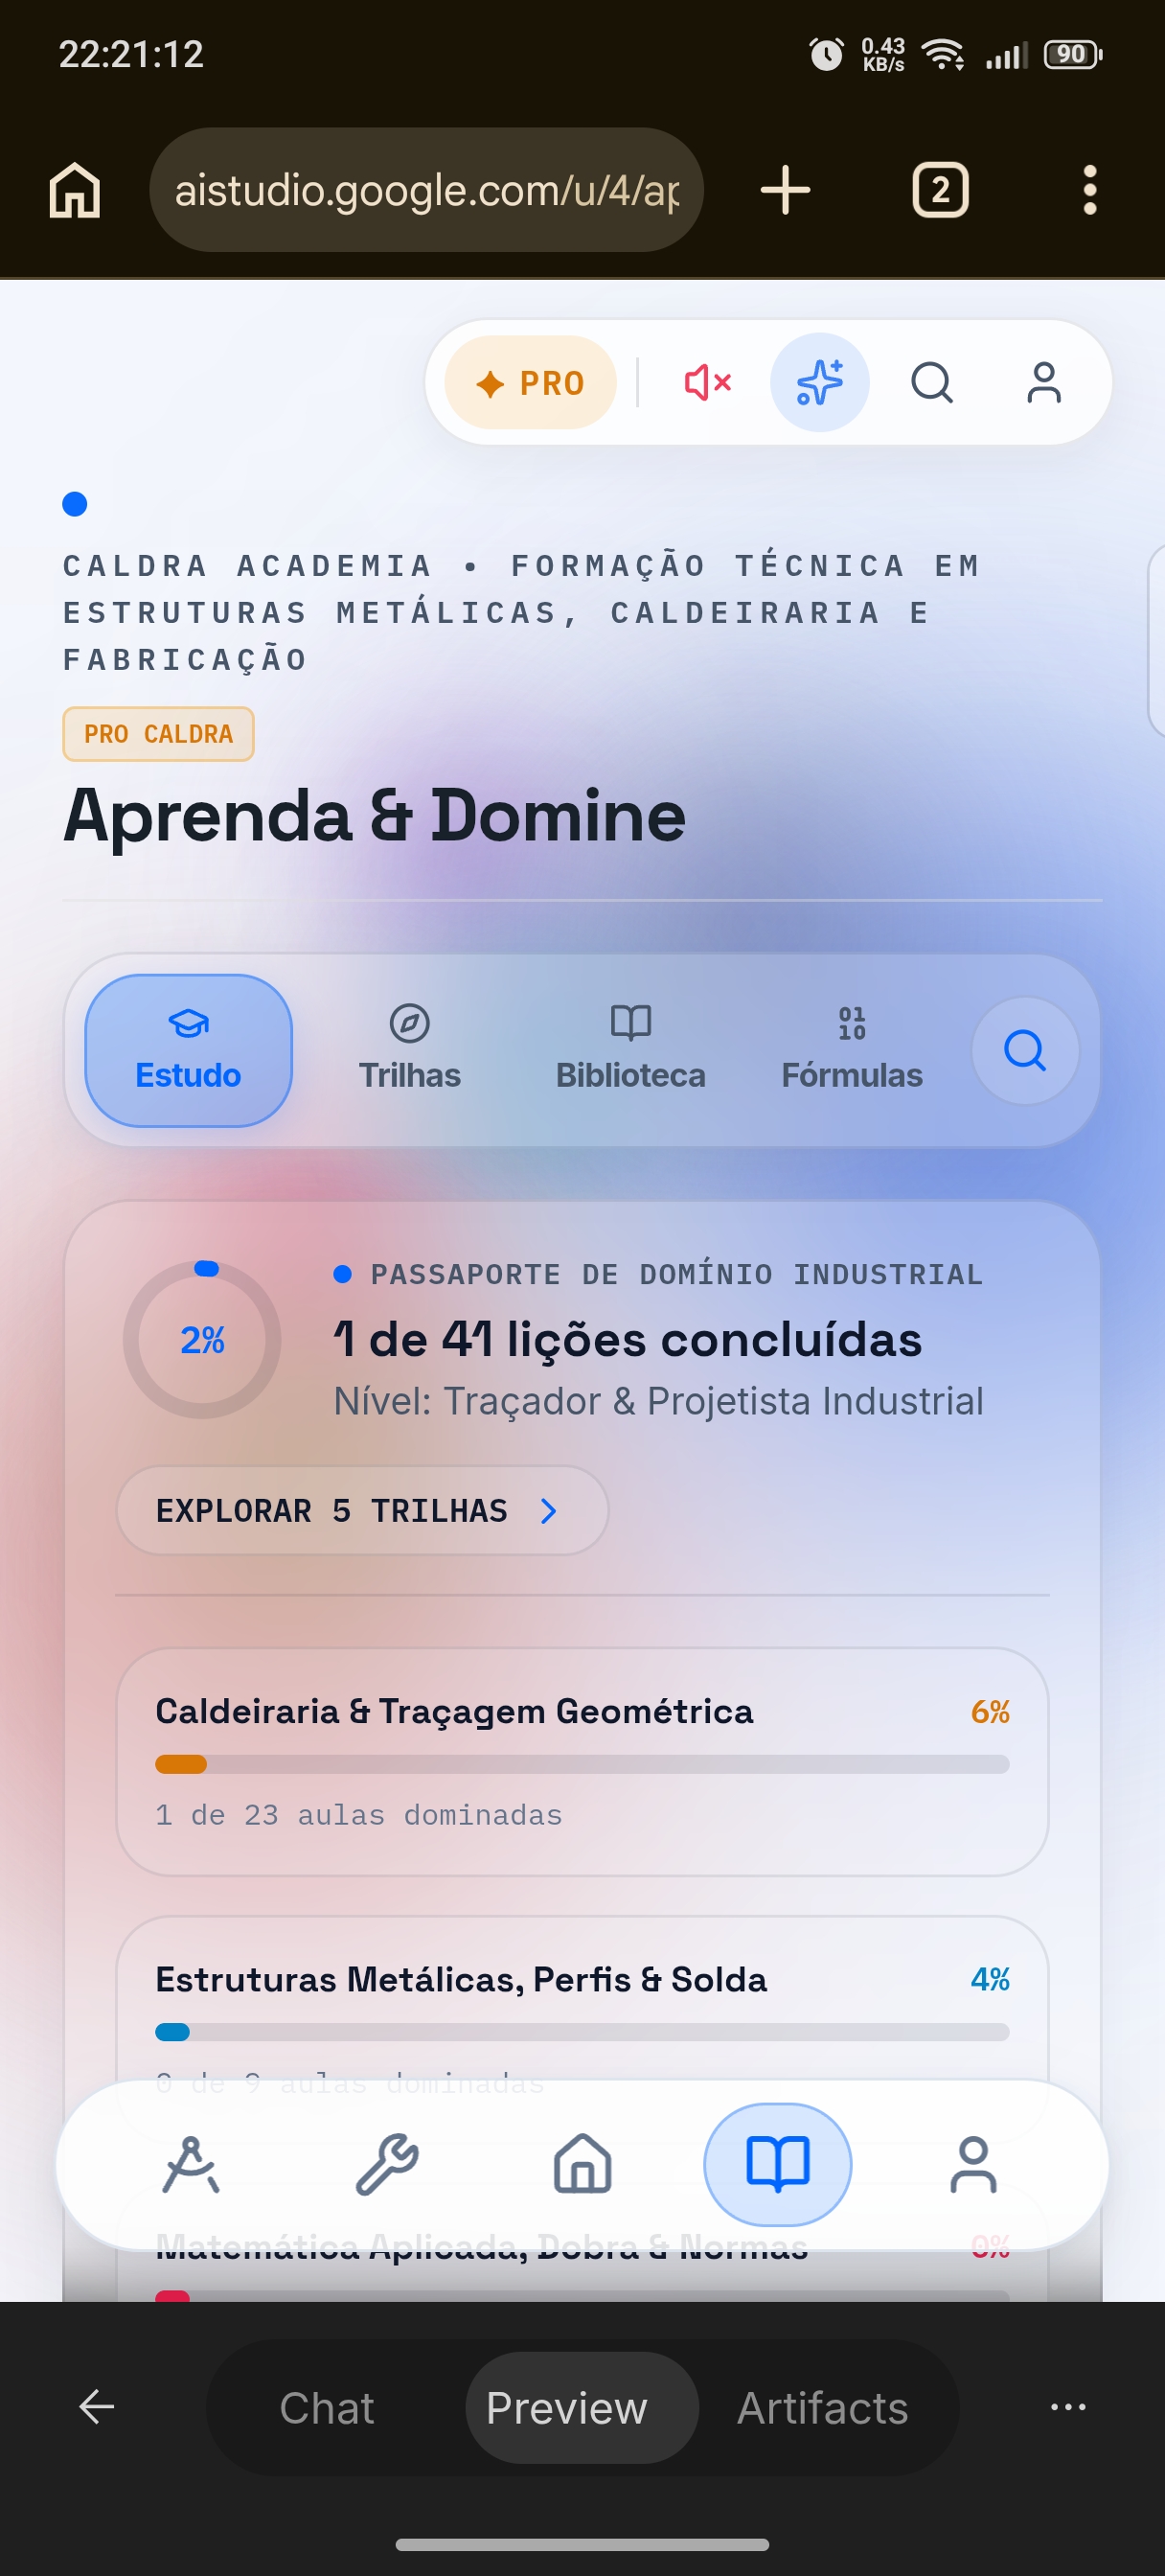 22:21:12
0.43
KB/s
90
aistudio.google.com/u/4/ap
2
PRO
CALDRA ACADEMIA • FORMAÇÃO TÉCNICA EM
ESTRUTURAS METÁLICAS, CALDEIRARIA E
FABRICAÇÃO
PRO CALDRA
Aprenda & Domine
01
10
Estudo
Trilhas
Biblioteca
Fórmulas
PASSAPORTE DE DOMÍNIO INDUSTRIAL
2%
1 de 41 lições concluídas
Nível: Traçador & Projetista Industrial
EXPLORAR 5 TRILHAS
Caldeiraria & Traçagem Geométrica
6%
1 de 23 aulas dominadas
Estruturas Metálicas, Perfis & Solda
4%
0 de 9 aulas dominadas
Matemática Aplicada, Dobra & Normas
0%
Chat
Preview
Artifacts